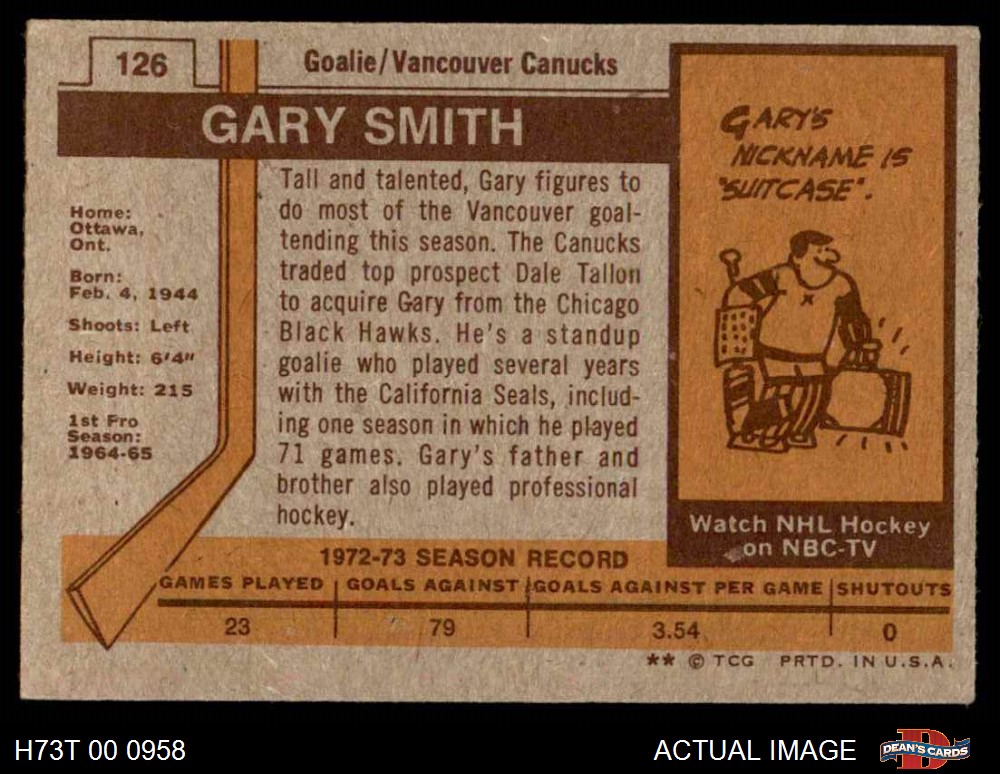 126
Goalie/Vancouver Canucks
GARY SMITH
Home:
Ottawa,
Ont.
Born:
Feb. 4, 1944
Shoots: Left
Height: 6'4"
Weight: 215
1st Pro
Season:
1964-65
Tall and talented, Gary figures to
do most of the Vancouver goal-
tending this season. The Canucks
traded top prospect Dale Tallon
to acquire Gary from the Chicago
Black Hawks. He's a standup
goalie who played several years
with the California Seals, includ-
ing one season in which he played
71 games. Gary's father and
brother also played professional
hockey.
GARY'S
NICKNAME IS
"SUITCASE".
Watch NHL Hockey
on NBC-TV
1972-73 SEASON RECORD
GAMES PLAYED GOALS AGAINST GOALS AGAINST PER GAME SHUTOUTS
23 79 3.54 0
** © TCG PRTD. IN U.S.A.
H73T 00 0958
ACTUAL IMAGE
DEAN'S CARDS